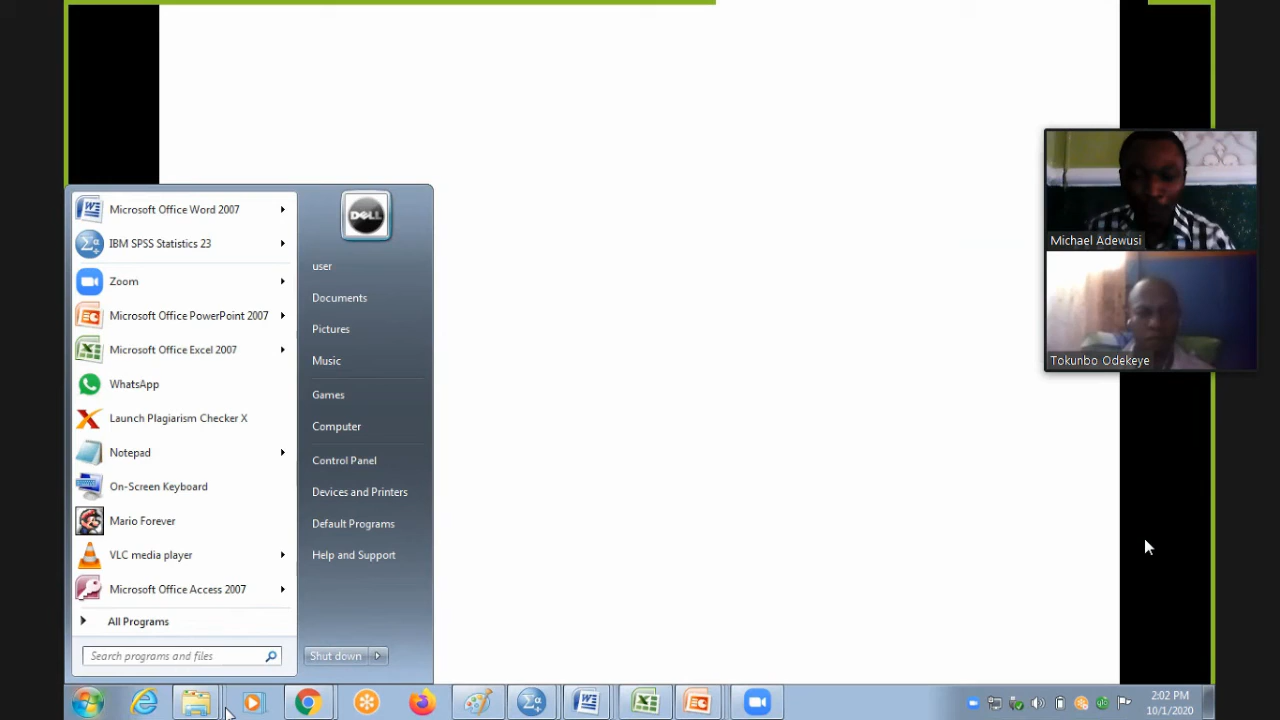 Microsoft Office Word 2007
IBM SPSS Statistics 23
Zoom
Microsoft Office PowerPoint 2007
Microsoft Office Excel 2007
WhatsApp
Launch Plagiarism Checker X
Notepad
On-Screen Keyboard
Mario Forever
VLC media player
Microsoft Office Access 2007
All Programs
Search programs and files
DELL
user
Documents
Pictures
Music
Games
Computer
Control Panel
Devices and Printers
Default Programs
Help and Support
Shut down
Michael Adewusi
Tokunbo Odekeye
2:02 PM
10/1/2020